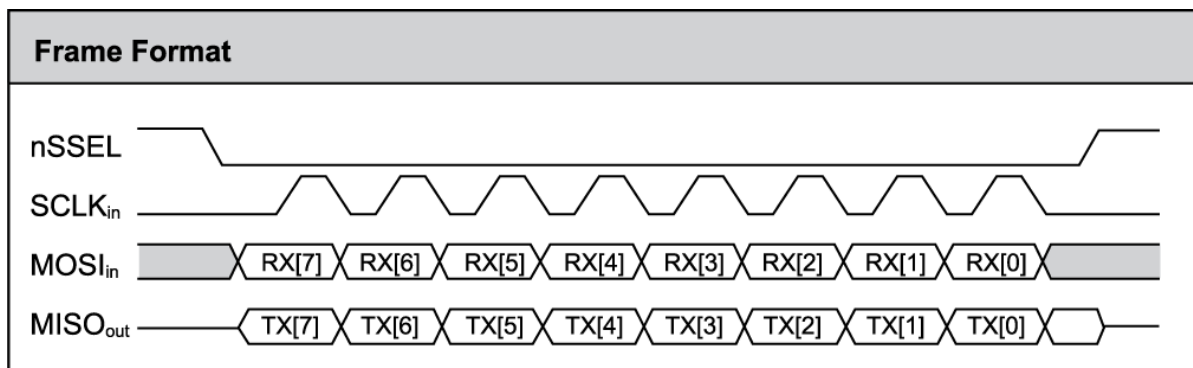 Frame Format
nSSEL
SCLKin
MOSIin RX[7] RX[6] RX[5] RX[4] RX[3] RX[2] RX[1] RX[0]
MISOout TX[7] TX[6] TX[5] TX[4] TX[3] TX[2] TX[1] TX[0]